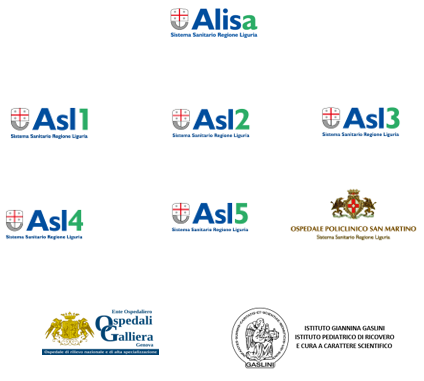 Alisa
Sistema Sanitario Regione Liguria
Asl1
Sistema Sanitario Regione Liguria
Asl2
Sistema Sanitario Regione Liguria
Asl3
Sistema Sanitario Regione Liguria
Asl4
Sistema Sanitario Regione Liguria
Asl5
Sistema Sanitario Regione Liguria
OSPEDALE POLICLINICO SAN MARTINO
Sistema Sanitario Regione Liguria
Ente Ospedaliero
Ospedali
Galliera
Genova
Ospedale di rilievo nazionale e di alta specializzazione
GASLINI
ISTITUTO GIANNINA GASLINI
ISTITUTO PEDIATRICO DI RICOVERO
E CURA A CARATTERE SCIENTIFICO